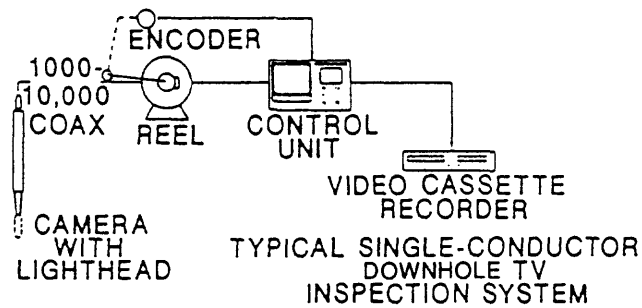 ENCODER
1000-
10,000
COAX
REEL
CONTROL
UNIT
VIDEO CASSETTE
RECORDER
CAMERA
WITH
LIGHTHEAD
TYPICAL SINGLE-CONDUCTOR
DOWNHOLE TV
INSPECTION SYSTEM